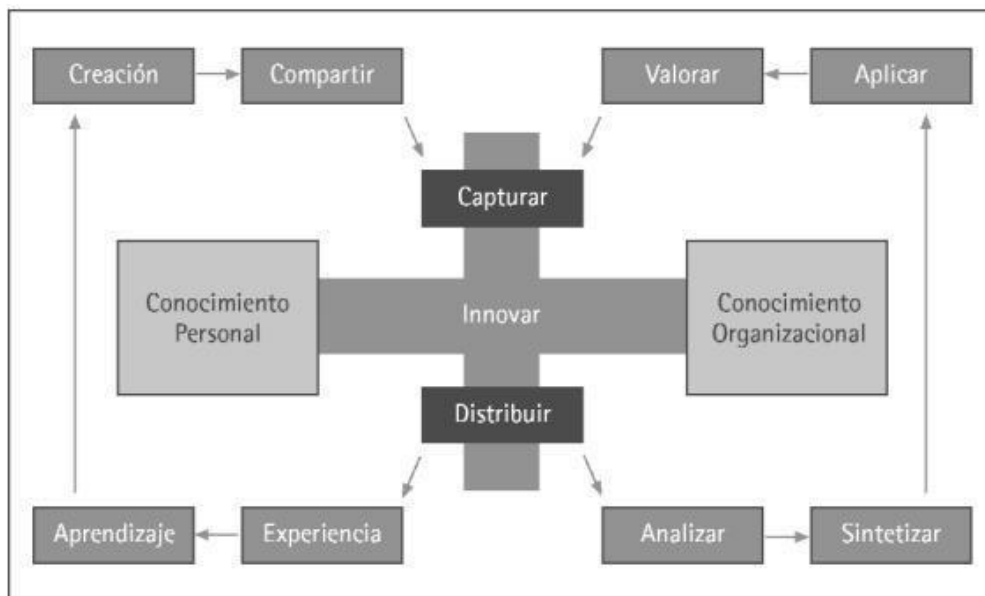 Creación
Compartir
Valorar
Aplicar
Capturar
Conocimiento
Personal
Innovar
Conocimiento
Organizacional
Distribuir
Aprendizaje
Experiencia
Analizar
Sintetizar